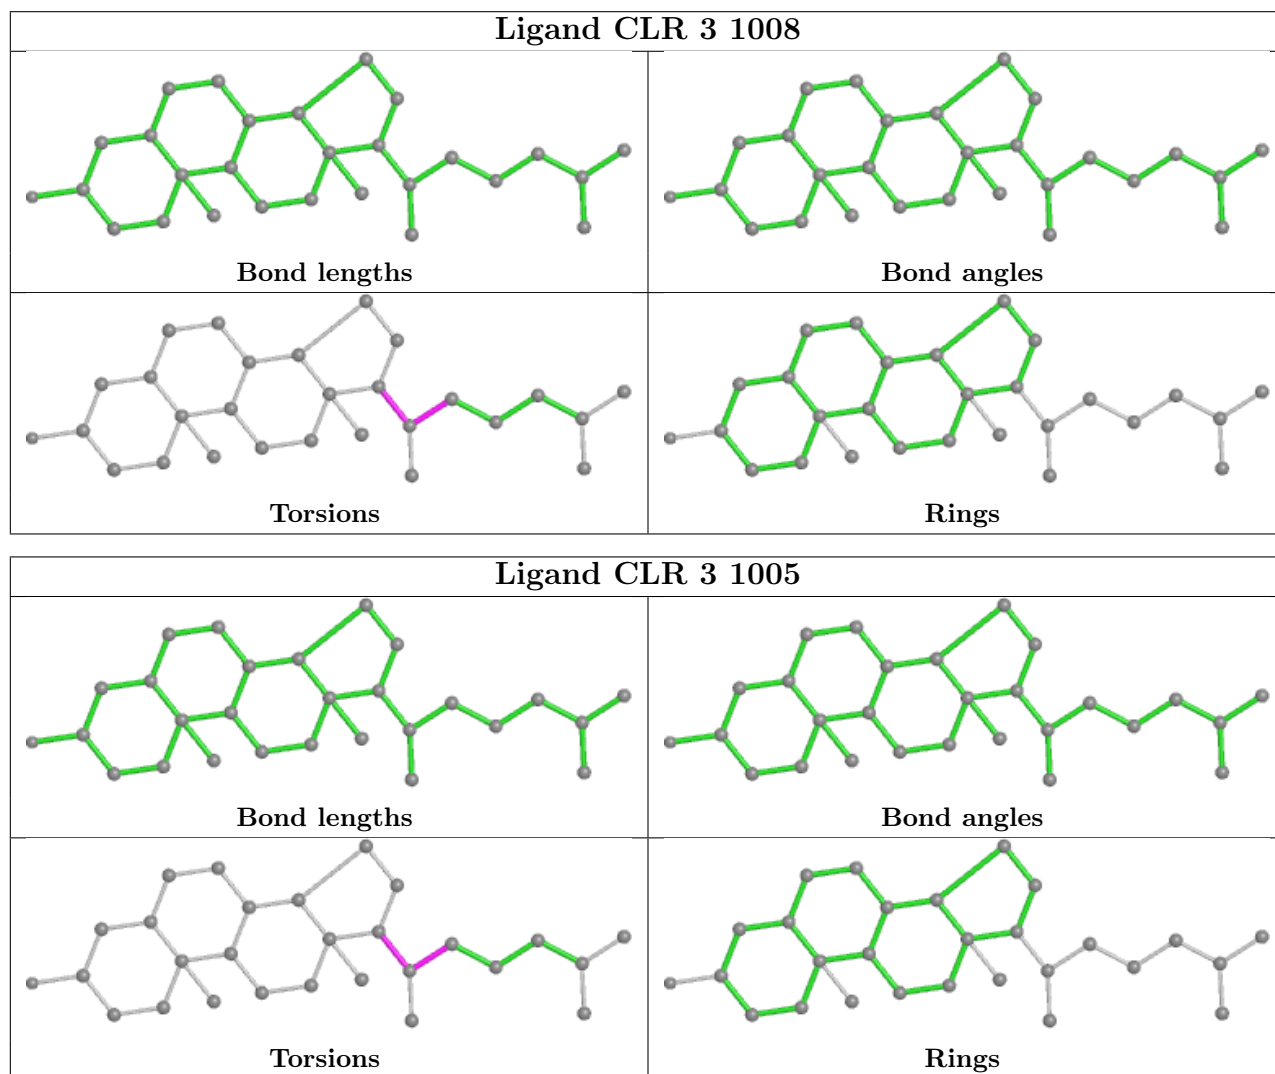 Ligand CLR 3 1008
Bond lengths
Bond angles
Torsions
Rings
Ligand CLR 3 1005
Bond lengths
Bond angles
Torsions
Rings